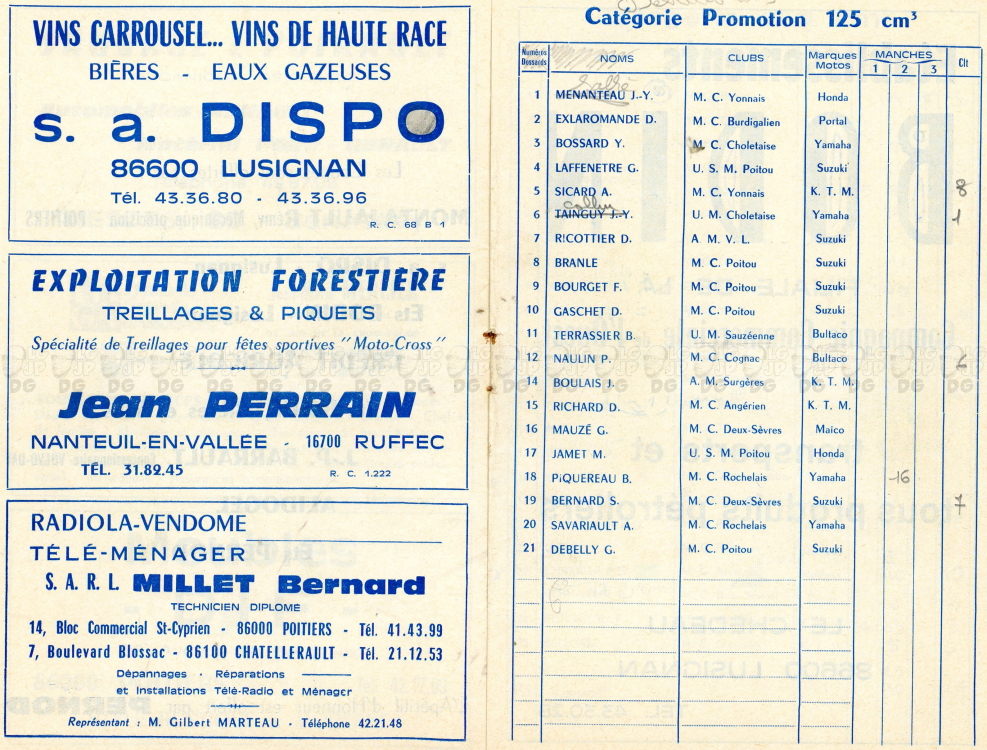 VINS CARROUSEL... VINS DE HAUTE RACE
BIÈRES - EAUX GAZEUSES
s. a. DISPO
86600 LUSIGNAN
Tél. 43.36.80 - 43.36.96
R. C. 68 B 1
EXPLOITATION FORESTIÈRE
TREILLAGES & PIQUETS
Spécialité de Treillages pour fêtes sportives "Moto-Cross"
Jean PERRAIN
NANTEUIL-EN-VALLÉE - 16700 RUFFEC
TÉL. 31.82.45
R. C. 1.222
RADIOLA-VENDOME
TÉLÉ-MÉNAGER
S. A. R. L. MILLET Bernard
TECHNICIEN DIPLOMÉ
14, Bloc Commercial St-Cyprien - 86000 POITIERS - Tél. 41.43.99
7, Boulevard Blossac - 86100 CHATELLERAULT - Tél. 21.12.53
Dépannages - Réparations
et Installations Télé-Radio et Ménager
Représentant : M. Gilbert MARTEAU - Téléphone 42.21.48
Catégorie Promotion 125 cm³
Numéros Dossards NOMS CLUBS Marques Motos MANCHES 1 2 3 Clt
1 MENANTEAU J.-Y. M. C. Yonnais Honda
2 EXLAROMANDE D. M. C. Burdigalien Portal
3 BOSSARD Y. M. C. Choletaise Yamaha
4 LAFFENETRE G. U. S. M. Poitou Suzuki
5 SICARD A. M. C. Yonnais K. T. M. 8
6 TAINGUY J.-Y. U. M. Choletaise Yamaha 1
7 RICOTTIER D. A. M. V. L. Suzuki
8 BRANLE M. C. Poitou Suzuki
9 BOURGET F. M. C. Poitou Suzuki
10 GASCHET D. M. C. Poitou Suzuki
11 TERRASSIER B. U. M. Sauzéenne Bultaco
12 NAULIN P. M. C. Cognac Bultaco
14 BOULAIS J. A. M. Surgères K. T. M.
15 RICHARD D. M. C. Angérien K. T. M.
16 MAUZÉ G. M. C. Deux-Sèvres Maico
17 JAMET M. U. S. M. Poitou Honda
18 PIQUEREAU B. M. C. Rochelais Yamaha 16
19 BERNARD S. M. C. Deux-Sèvres Suzuki 7
20 SAVARIAULT A. M. C. Rochelais Yamaha
21 DEBELLY G. M. C. Poitou Suzuki